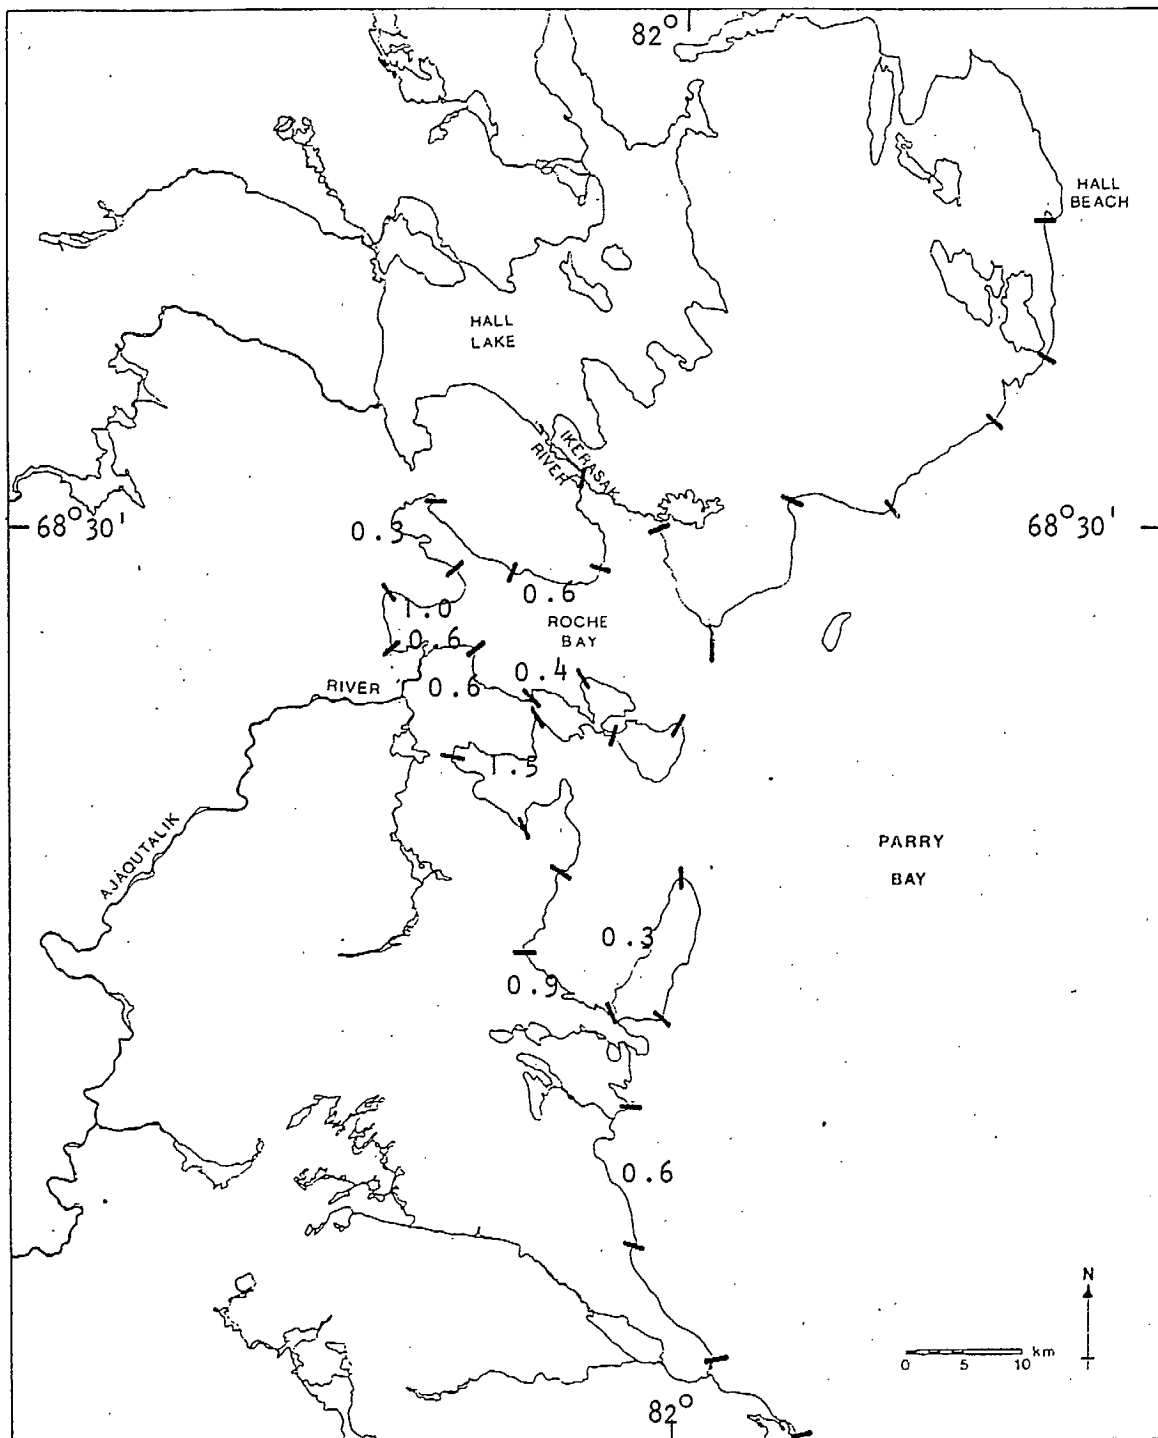 82°
HALL
BEACH
HALL
LAKE
IKERASAK
RIVER
68°30'
68°30'
0.3
0.6
1.0
ROCHE
BAY
0.6
0.4
RIVER
0.6
1.5
AJAQUTALIK
PARRY
BAY
0.3
0.9
0.6
N
0 5 10 km
82°